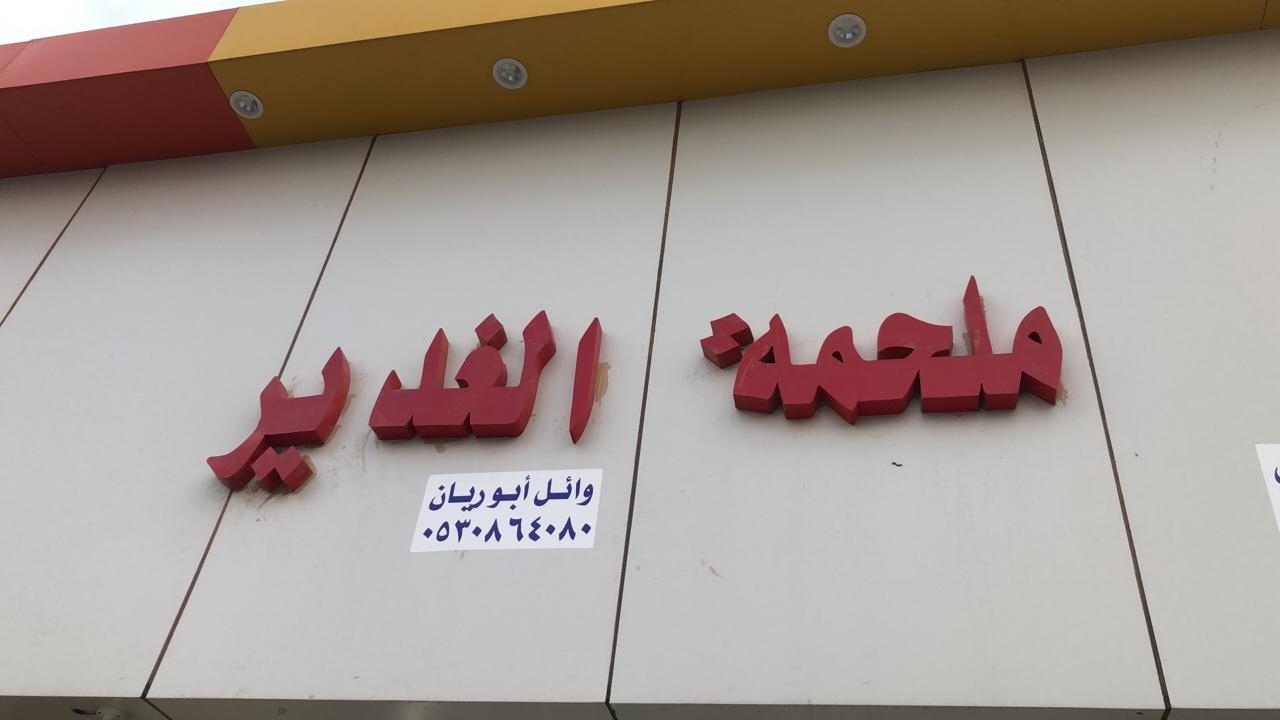 ملحمة الغدير
وائل أبو ريان
٠٥٣٠٨٦٤٠٨٠